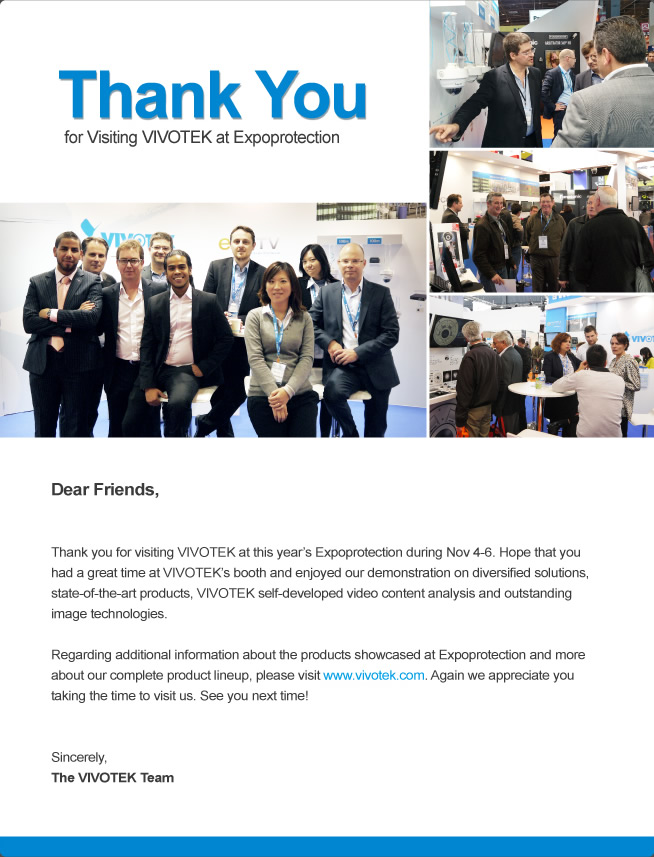 Thank You
for Visiting VIVOTEK at Expoprotection
VIVOTEK
VIVOTEK
Dear Friends,
Thank you for visiting VIVOTEK at this year's Expoprotection during Nov 4-6. Hope that you
had a great time at VIVOTEK's booth and enjoyed our demonstration on diversified solutions,
state-of-the-art products, VIVOTEK self-developed video content analysis and outstanding
image technologies.
Regarding additional information about the products showcased at Expoprotection and more
about our complete product lineup, please visit www.vivotek.com. Again we appreciate you
taking the time to visit us. See you next time!
Sincerely,
The VIVOTEK Team